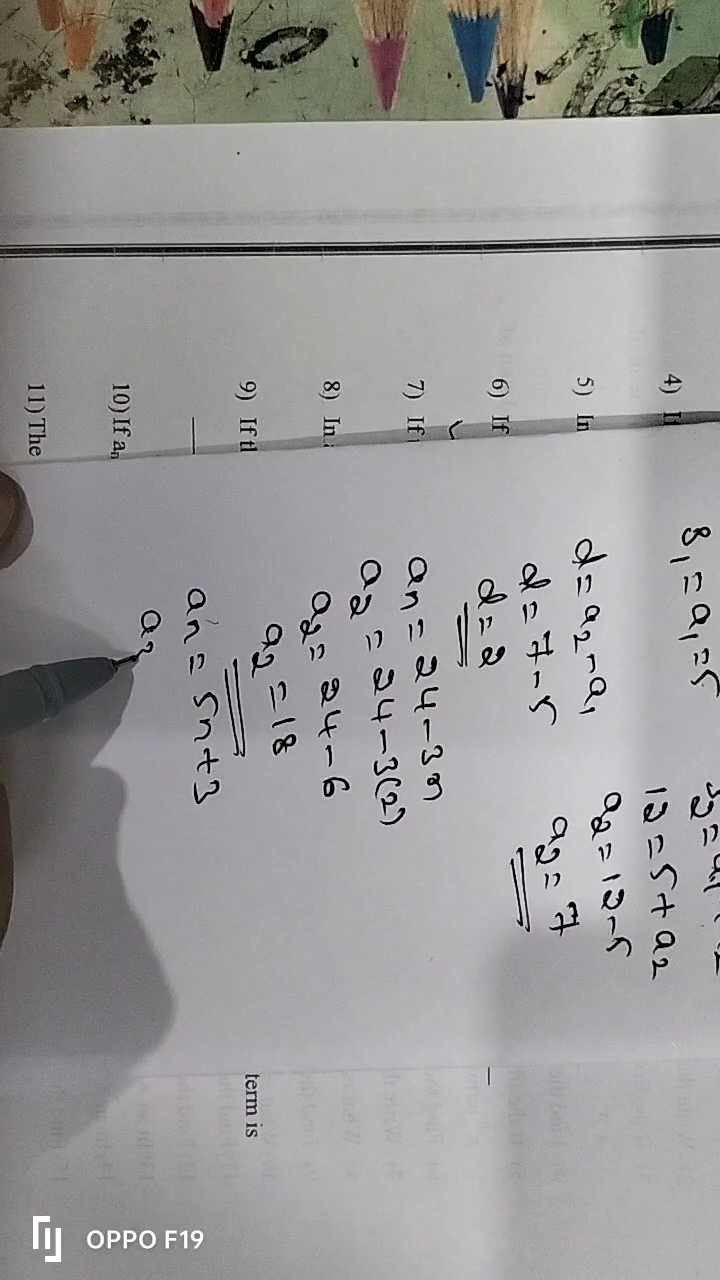 4)
5) In
6) If
7) If
8) In
9) If
10) If aₙ
11) The
S₁ = a₁ = 5
12 = 5 + a₂
a₂ = 12 - 5
a₂ = 7
d = a₂ - a₁
d = 7 - 5
d = 2
an = 24 - 3n
a₂ = 24 - 3(2)
a₂ = 24 - 6
a₂ = 18
an = 5n + 3
a₂
term is
OPPO F19